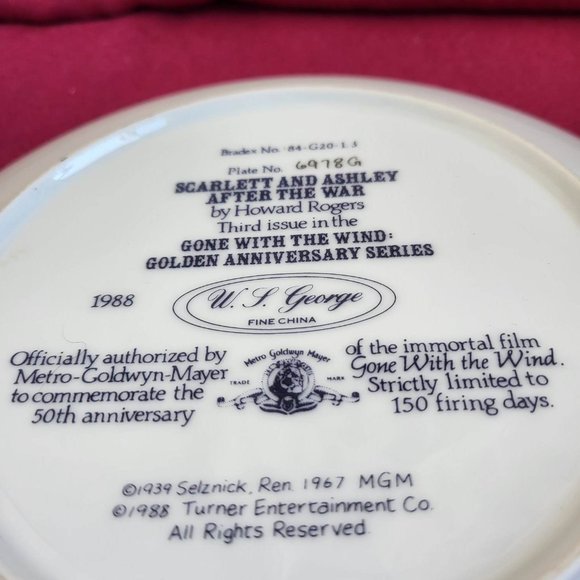 Bradex No. 84-G20-1.3
Plate No. 6978G
SCARLETT AND ASHLEY
AFTER THE WAR
by Howard Rogers
Third issue in the
GONE WITH THE WIND:
GOLDEN ANNIVERSARY SERIES
1988
W. S. George
FINE CHINA
Officially authorized by
Metro-Goldwyn-Mayer
to commemorate the
50th anniversary
Metro Goldwyn Mayer
TRADE MARK
of the immortal film
Gone With the Wind.
Strictly limited to
150 firing days.
©1939 Selznick, Ren. 1967 MGM
©1988 Turner Entertainment Co.
All Rights Reserved.